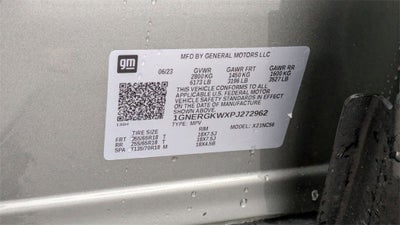 gm
MFD BY GENERAL MOTORS LLC
06/23
GVWR GAWR FRT GAWR RR
2800 KG 1450 KG 1600 KG
6173 LB 3196 LB 3527 LB
THIS VEHICLE CONFORMS TO ALL
APPLICABLE U.S. FEDERAL MOTOR
VEHICLE SAFETY STANDARDS IN EFFECT
ON THE DATE OF MANUFACTURE
SHOWN ABOVE.
1GNERGKWXPJ272962
TYPE: MPV MODEL: X21NC56
TIRE SIZE RIM
FRT 255/65R18 T 18X7.5J
RR 255/65R18 T 18X7.5J
SPA T135/70R18 M 18X4.5B